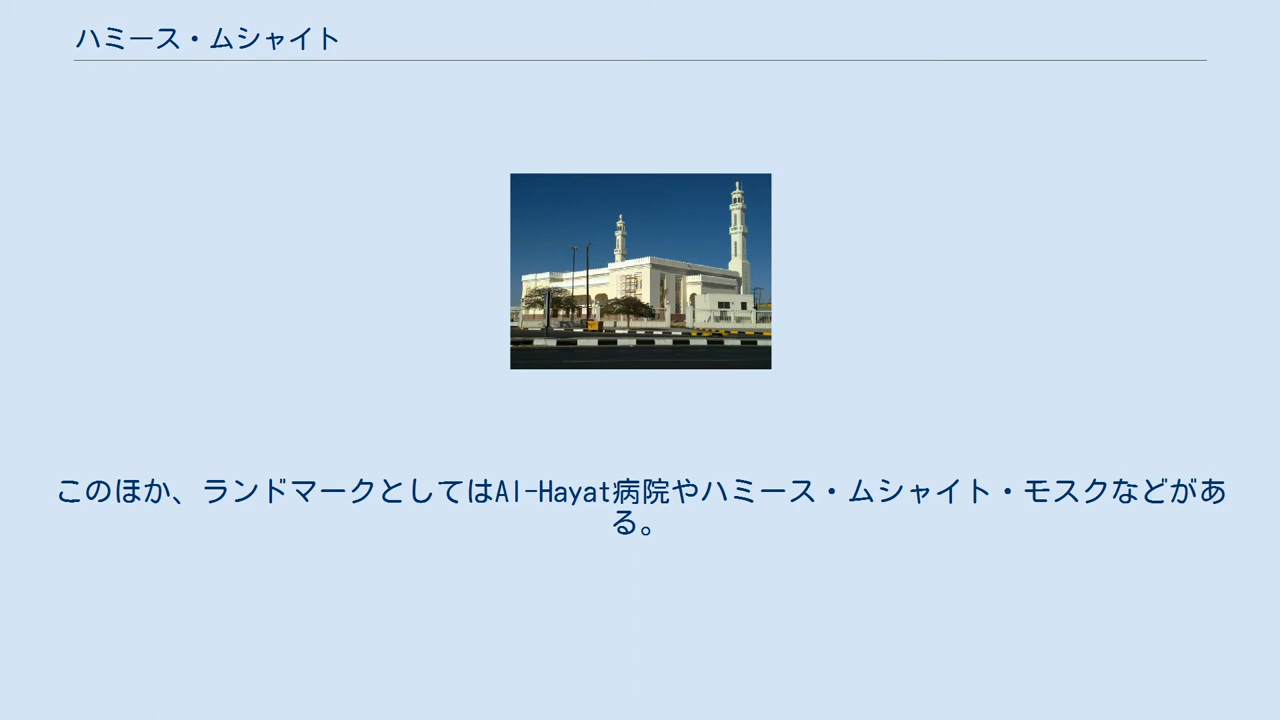 ハミース・ムシャイト
このほか、ランドマークとしてはAl-Hayat病院やハミース・ムシャイト・モスクなどがあ
る。